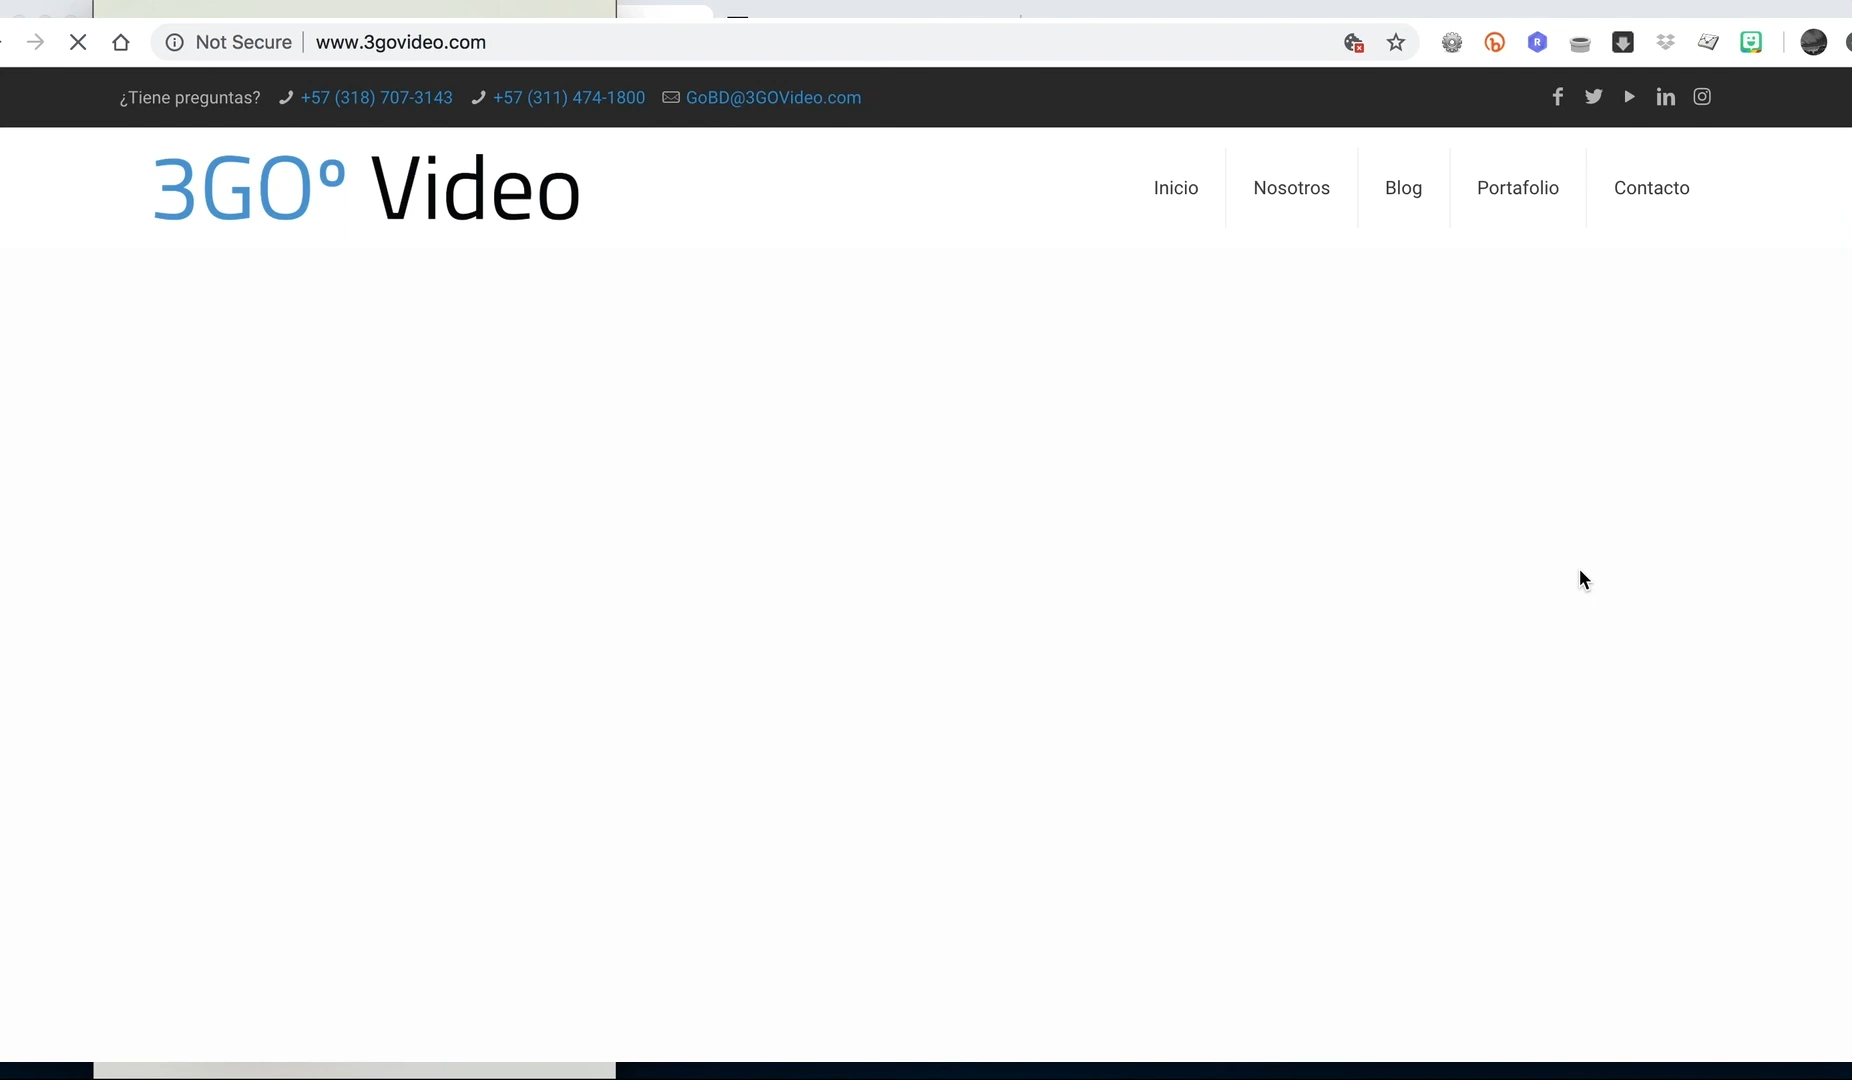 Not Secure www.3govideo.com
¿Tiene preguntas? +57 (318) 707-3143 +57 (311) 474-1800 GoBD@3GOVideo.com
3GOº Video
Inicio Nosotros Blog Portafolio Contacto